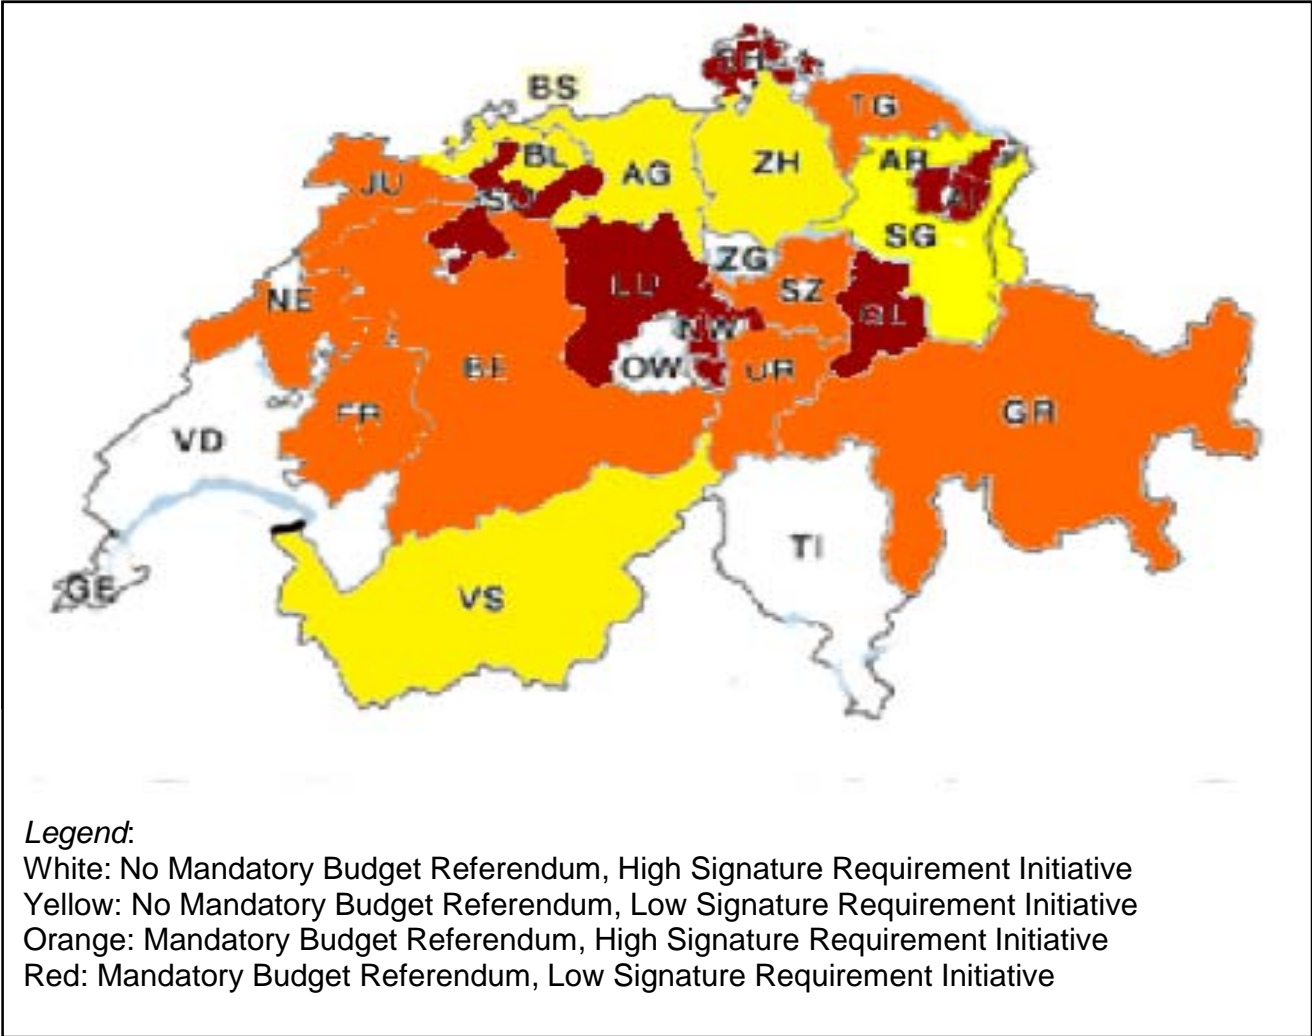 SH
BS
TG
BL
AG
ZH
AR
JU
SO
AI
SG
ZG
LU
SZ
NE
NW
GL
OW
BE
UR
FR
GR
VD
TI
GE
VS
Legend:
White: No Mandatory Budget Referendum, High Signature Requirement Initiative
Yellow: No Mandatory Budget Referendum, Low Signature Requirement Initiative
Orange: Mandatory Budget Referendum, High Signature Requirement Initiative
Red: Mandatory Budget Referendum, Low Signature Requirement Initiative